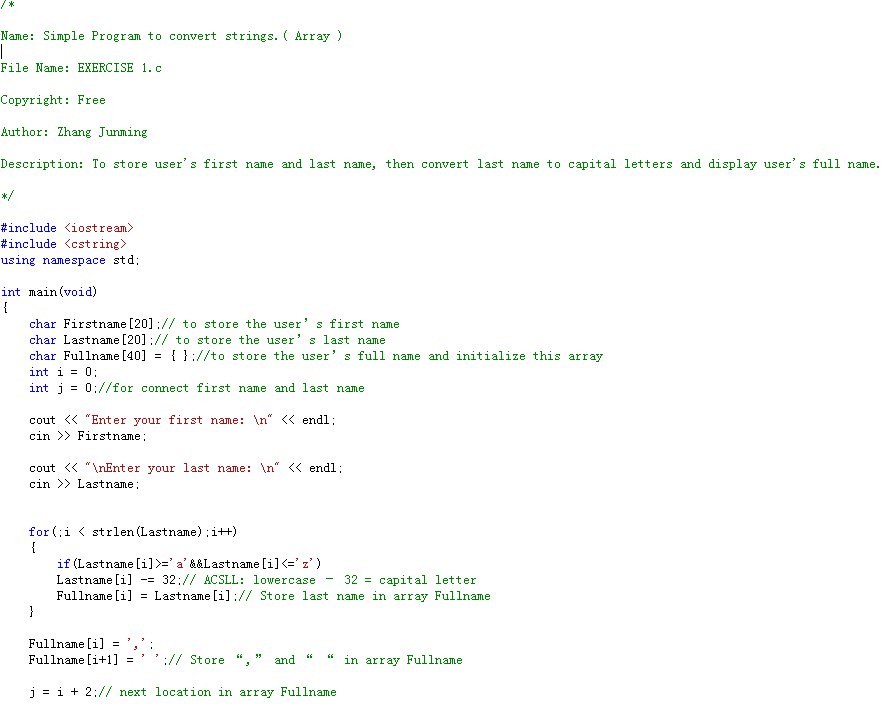 /*
Name: Simple Program to convert strings.( Array )
File Name: EXERCISE 1.c
Copyright: Free
Author: Zhang Junming
Description: To store user's first name and last name, then convert last name to capital letters and display user's full name.
*/
#include <iostream>
#include <cstring>
using namespace std;
int main(void)
{
char Firstname[20];// to store the user’s first name
char Lastname[20];// to store the user’s last name
char Fullname[40] = { };//to store the user’s full name and initialize this array
int i = 0;
int j = 0;//for connect first name and last name
cout << "Enter your first name: \n" << endl;
cin >> Firstname;
cout << "\nEnter your last name: \n" << endl;
cin >> Lastname;
for(;i < strlen(Lastname);i++)
{
if(Lastname[i]>='a'&&Lastname[i]<='z')
Lastname[i] -= 32;// ACSLL: lowercase － 32 = capital letter
Fullname[i] = Lastname[i];// Store last name in array Fullname
}
Fullname[i] = ',';
Fullname[i+1] = ' ';// Store “,” and “ “ in array Fullname
j = i + 2;// next location in array Fullname